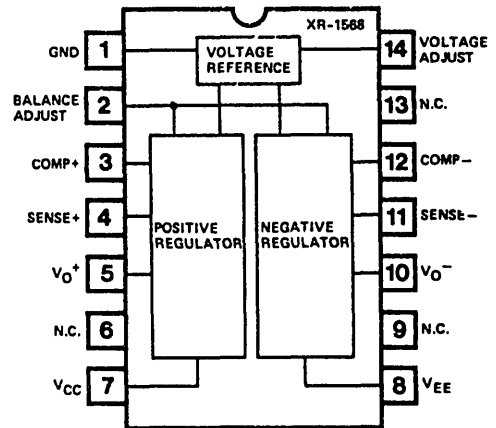 XR-1568
GND 1
VOLTAGE
REFERENCE
14 VOLTAGE
ADJUST
BALANCE
ADJUST 2
13 N.C.
COMP+ 3
12 COMP−
SENSE+ 4
11 SENSE−
POSITIVE
REGULATOR
NEGATIVE
REGULATOR
VO+ 5
10 VO−
N.C. 6
9 N.C.
VCC 7
8 VEE